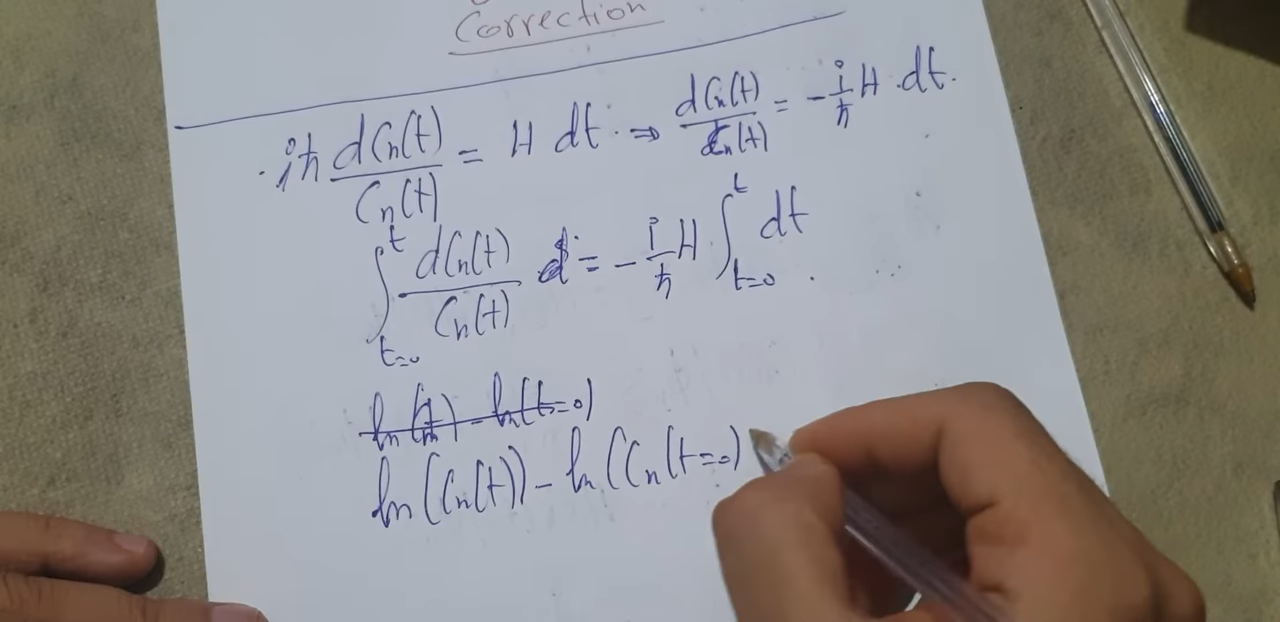 Correction
. iħ dCn(t)/Cn(t) = H dt . ⇒ dCn(t)/Cn(t) = - i/ħ H . dt .
∫_{t=0}^{t} dCn(t)/Cn(t) = - i/ħ H ∫_{t=0}^{t} dt .
ln(Cn(t)) - ln(Cn(t=0)